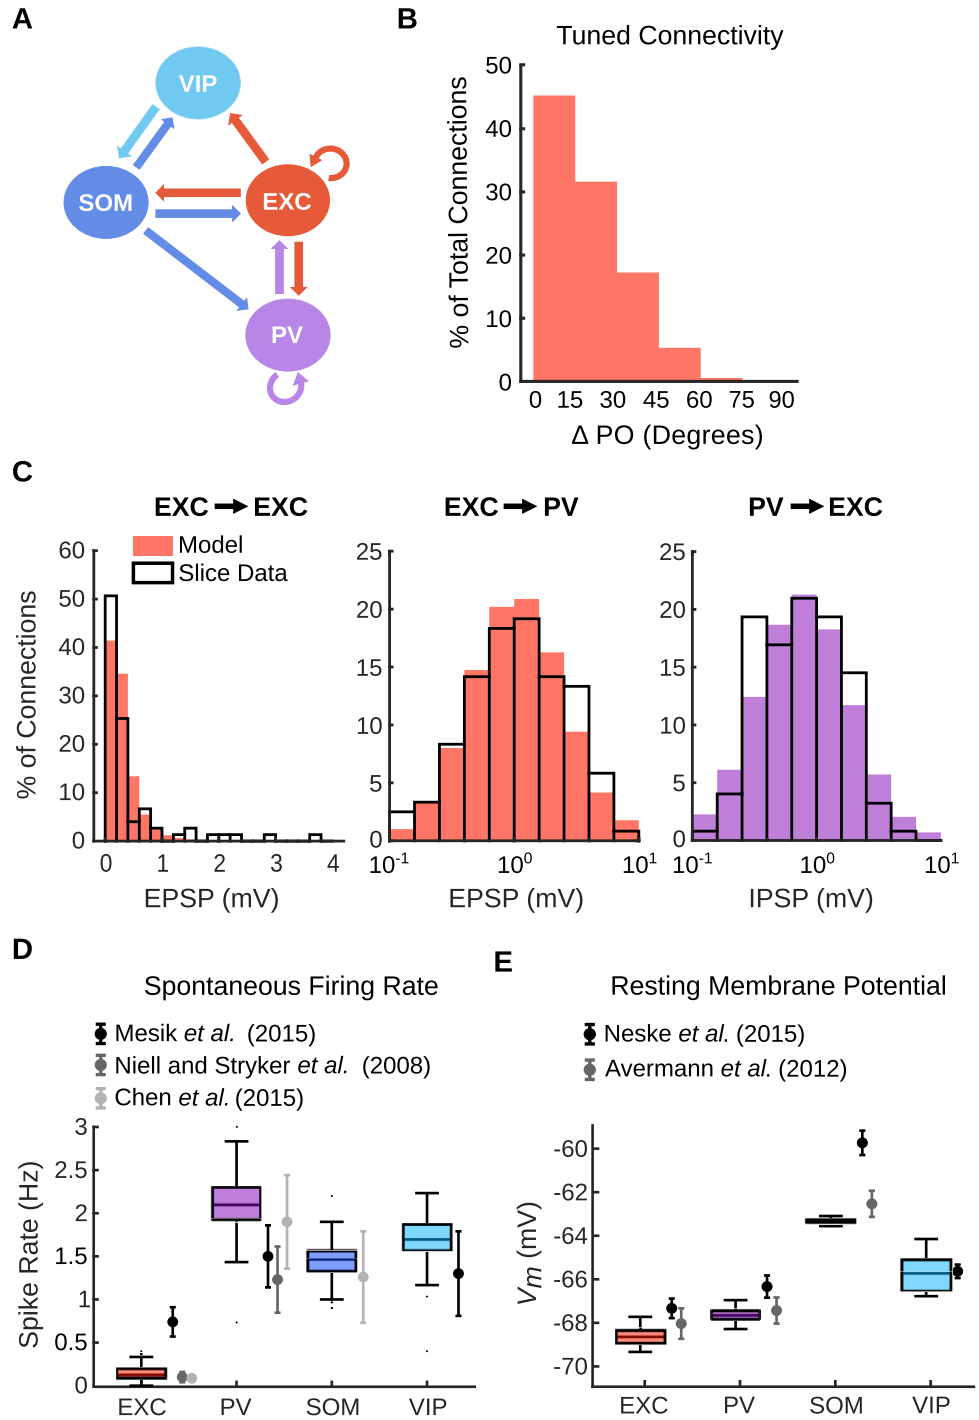 A
VIP
SOM
EXC
PV
B
Tuned Connectivity
% of Total Connections
50
40
30
20
10
0
0 15 30 45 60 75 90
Δ PO (Degrees)
C
EXC → EXC
Model
Slice Data
% of Connections
60
50
40
30
20
10
0
0 1 2 3 4
EPSP (mV)
EXC → PV
25
20
15
10
5
0
10⁻¹ 10⁰ 10¹
EPSP (mV)
PV → EXC
25
20
15
10
5
0
10⁻¹ 10⁰ 10¹
IPSP (mV)
D
Spontaneous Firing Rate
Mesik et al. (2015)
Niell and Stryker et al. (2008)
Chen et al. (2015)
Spike Rate (Hz)
3
2.5
2
1.5
1
0.5
0
EXC PV SOM VIP
E
Resting Membrane Potential
Neske et al. (2015)
Avermann et al. (2012)
Vm (mV)
-60
-62
-64
-66
-68
-70
EXC PV SOM VIP